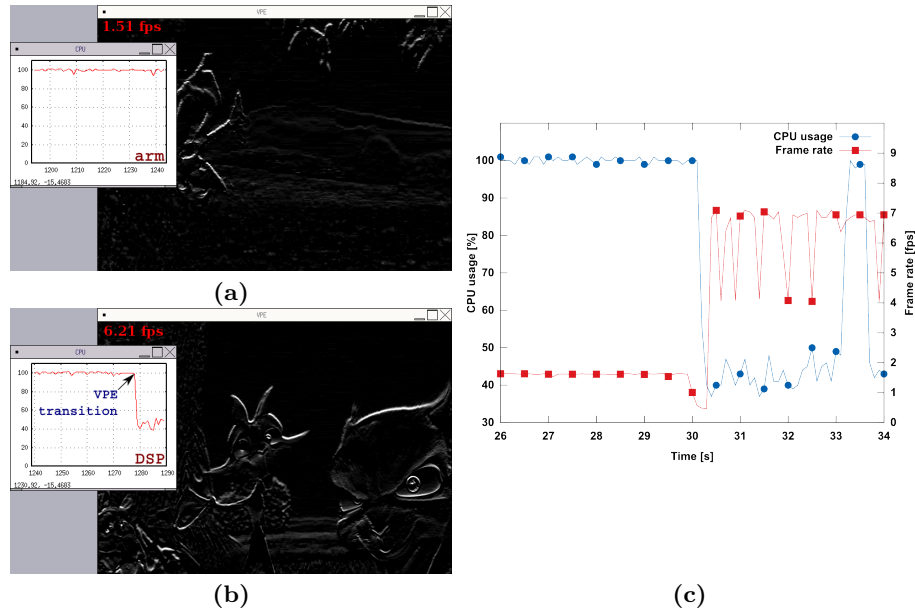 VPE
1.51 fps
CPU
100
80
60
40
20
0
1200 1210 1220 1230 1240
arm
1184.92, -15.4683
(a)
VPE
6.21 fps
CPU
100
80
60
40
20
0
VPE
transition
DSP
1240 1250 1260 1270 1280 1290
1230.92, -15.4683
(b)
CPU usage
Frame rate
CPU usage [%]
100
90
80
70
60
50
40
30
26 27 28 29 30 31 32 33 34
Time [s]
9
8
7
6
5
4
3
2
1
0
Frame rate [fps]
(c)